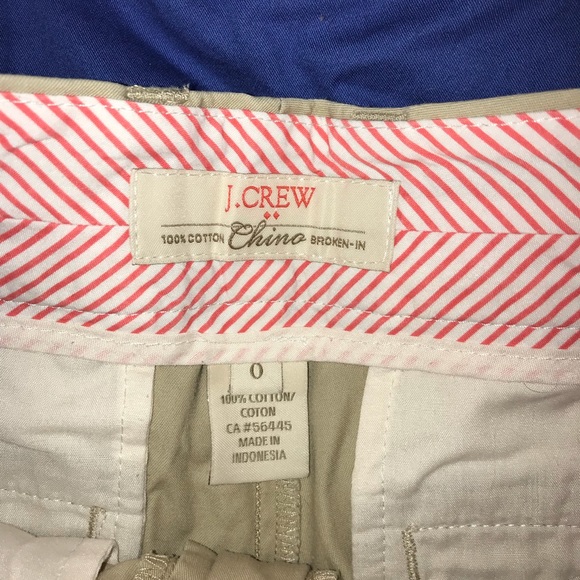 J.CREW
100% COTTON Chino BROKEN-IN
0
100% COTTON/
COTON
CA #56445
MADE IN
INDONESIA